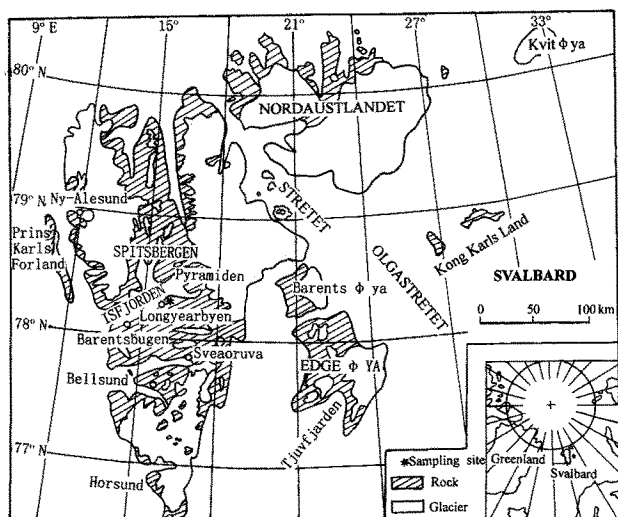 9° E
15°
21°
27°
33°
Kvit ϕ ya
80° N
NORDAUSTLANDET
79° N
Ny-Alesund
STRETET
Prins
Karls
Forland
SPITSBERGEN
Kong Karls Land
OLGASTRETET
Pyramiden
SVALBARD
Barents ϕ ya
ISFJORDEN
Longyearbyen
0 50 100 km
78° N
Barentsbugen
Sveaoruva
Bellsund
EDGE ϕ YA
Tjuvfjarden
77° N
Horsund
*Sampling site
Rock
Glacier
Greenland
Svalbard